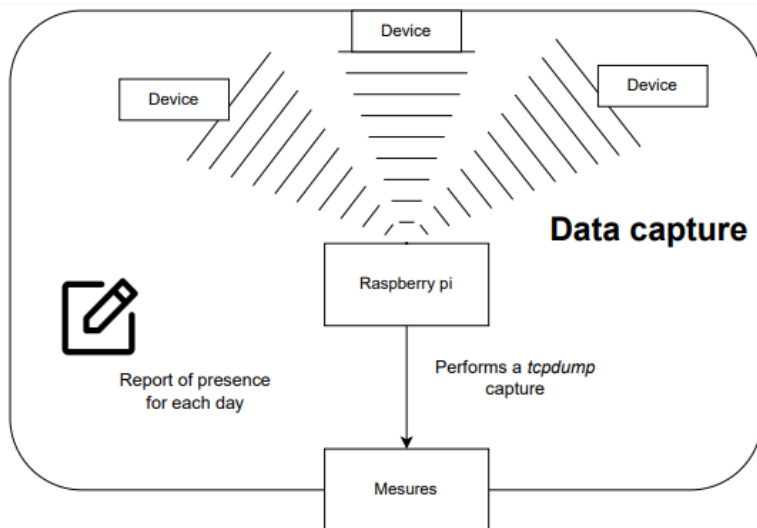 Device
Device
Device
Data capture
Raspberry pi
Report of presence
for each day
Performs a tcpdump
capture
Mesures